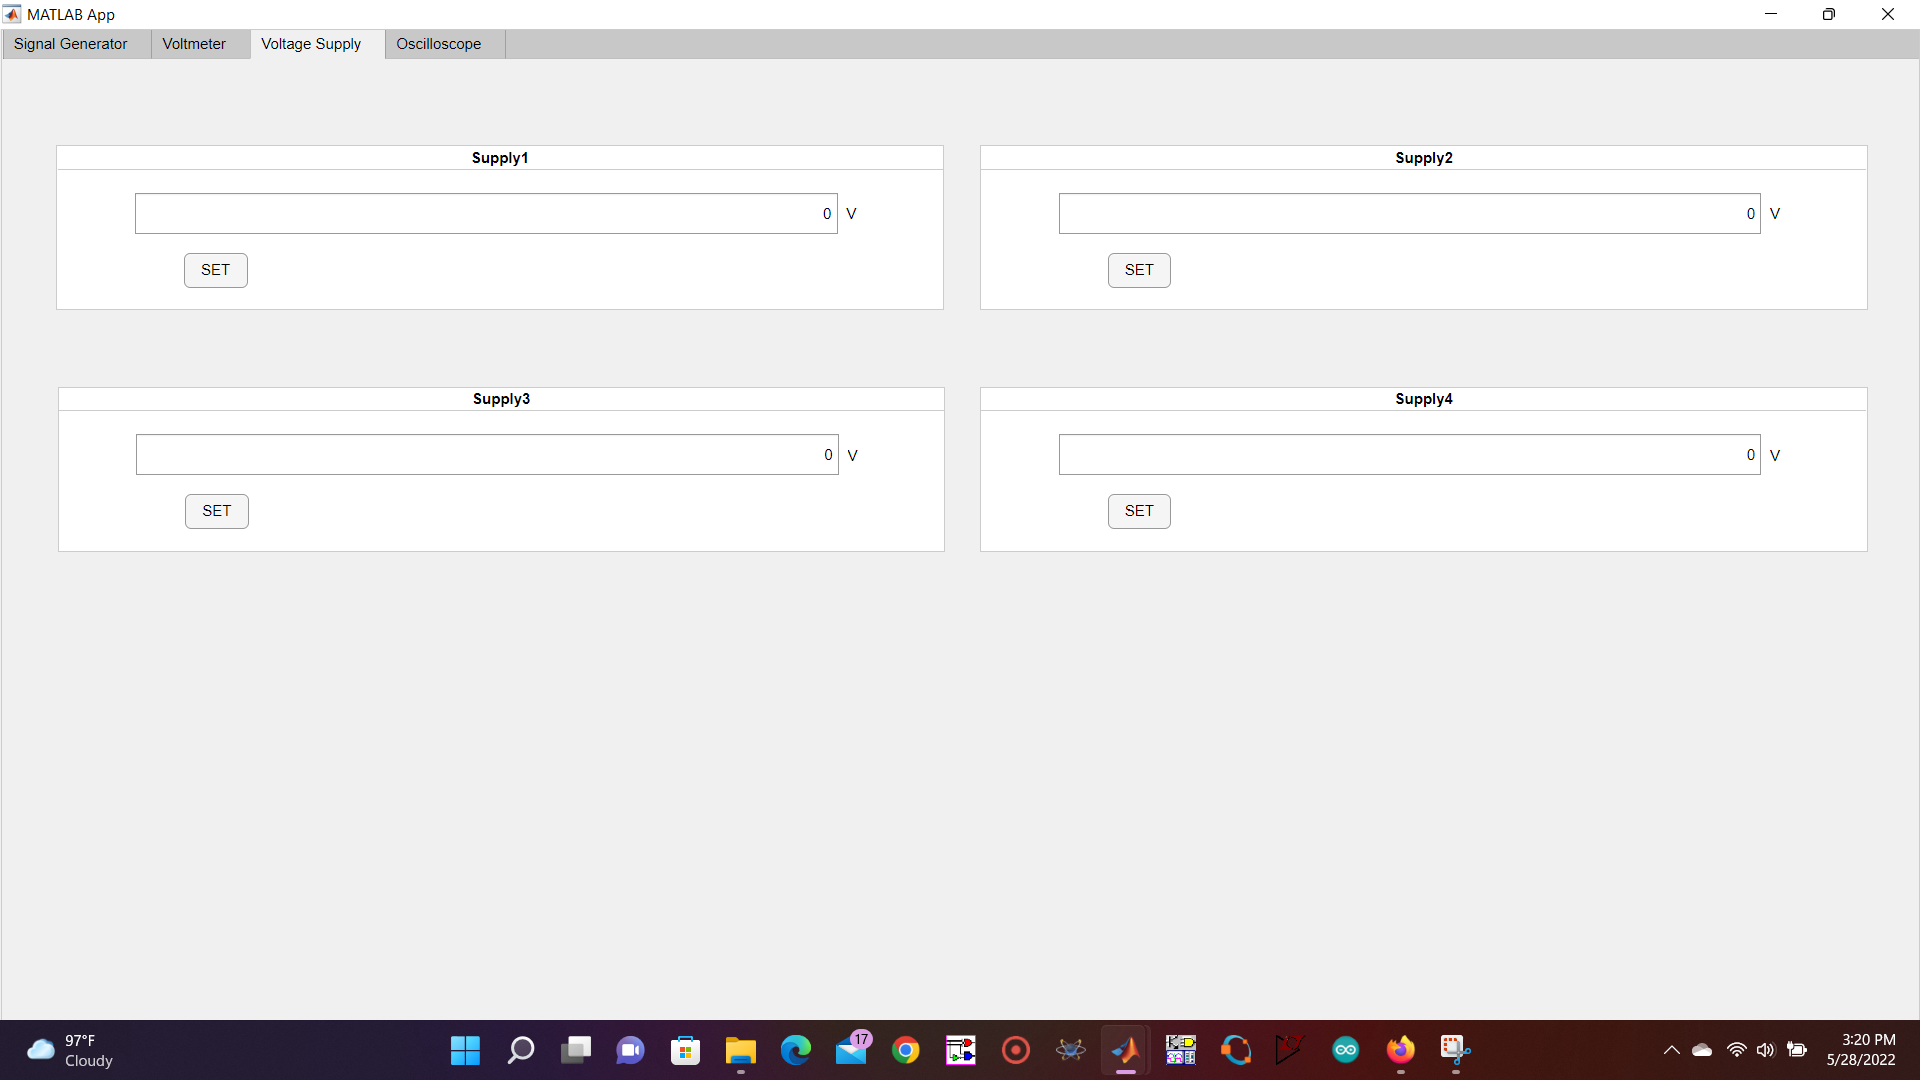 MATLAB App
Signal Generator
Voltmeter
Voltage Supply
Oscilloscope
Supply1
0 V
SET
Supply2
0 V
SET
Supply3
0 V
SET
Supply4
0 V
SET
97°F
Cloudy
17
3:20 PM
5/28/2022